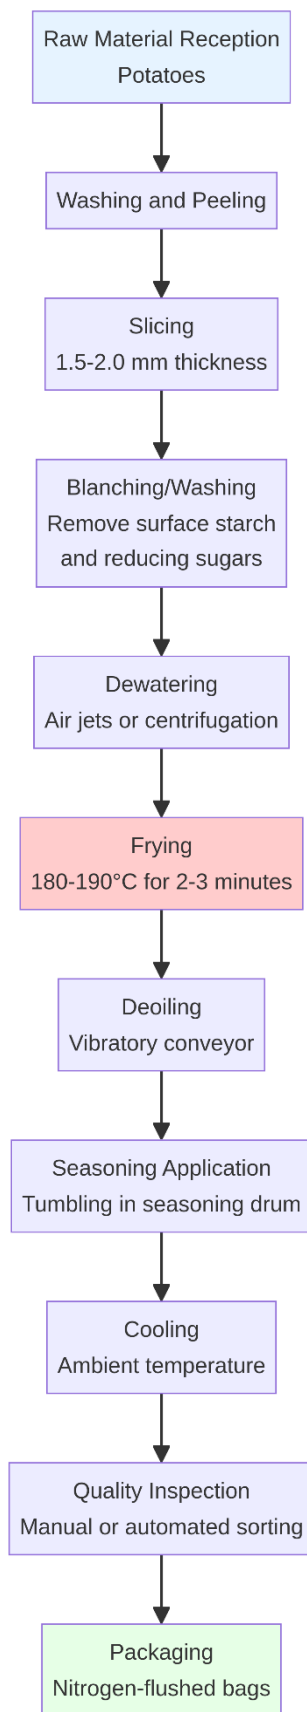 Raw Material Reception
Potatoes
Washing and Peeling
Slicing
1.5-2.0 mm thickness
Blanching/Washing
Remove surface starch
and reducing sugars
Dewatering
Air jets or centrifugation
Frying
180-190°C for 2-3 minutes
Deoiling
Vibratory conveyor
Seasoning Application
Tumbling in seasoning drum
Cooling
Ambient temperature
Quality Inspection
Manual or automated sorting
Packaging
Nitrogen-flushed bags